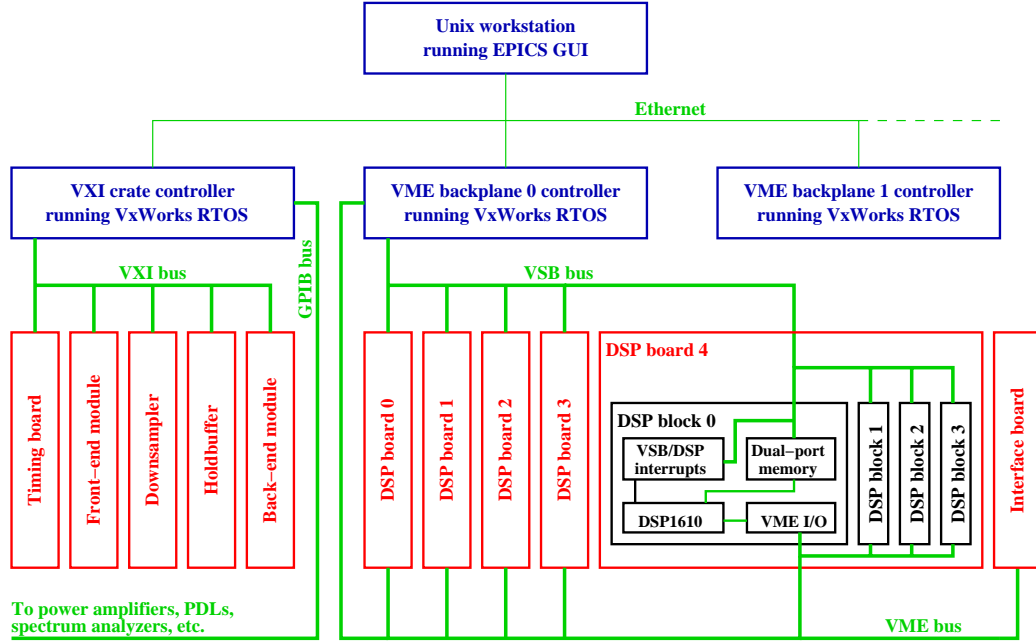 Unix workstation
running EPICS GUI
Ethernet
VXI crate controller
running VxWorks RTOS
VME backplane 0 controller
running VxWorks RTOS
VME backplane 1 controller
running VxWorks RTOS
VXI bus
GPIB bus
VSB bus
Timing board
Front−end module
Downsampler
Holdbuffer
Back−end module
DSP board 0
DSP board 1
DSP board 2
DSP board 3
DSP board 4
DSP block 0
VSB/DSP
interrupts
Dual−port
memory
DSP1610
VME I/O
DSP block 1
DSP block 2
DSP block 3
Interface board
To power amplifiers, PDLs,
spectrum analyzers, etc.
VME bus